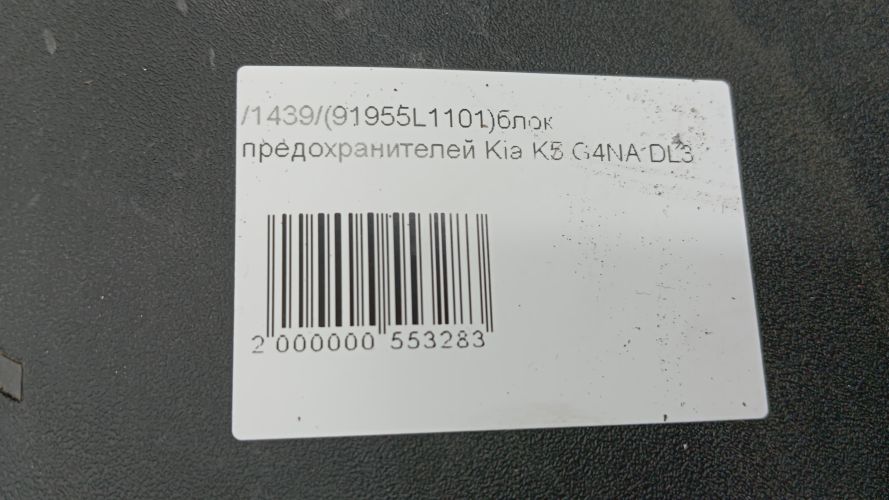 /1439/(91955L1101)блок
предохранителей Kia K5 G4NA DL3
2 000000 553283